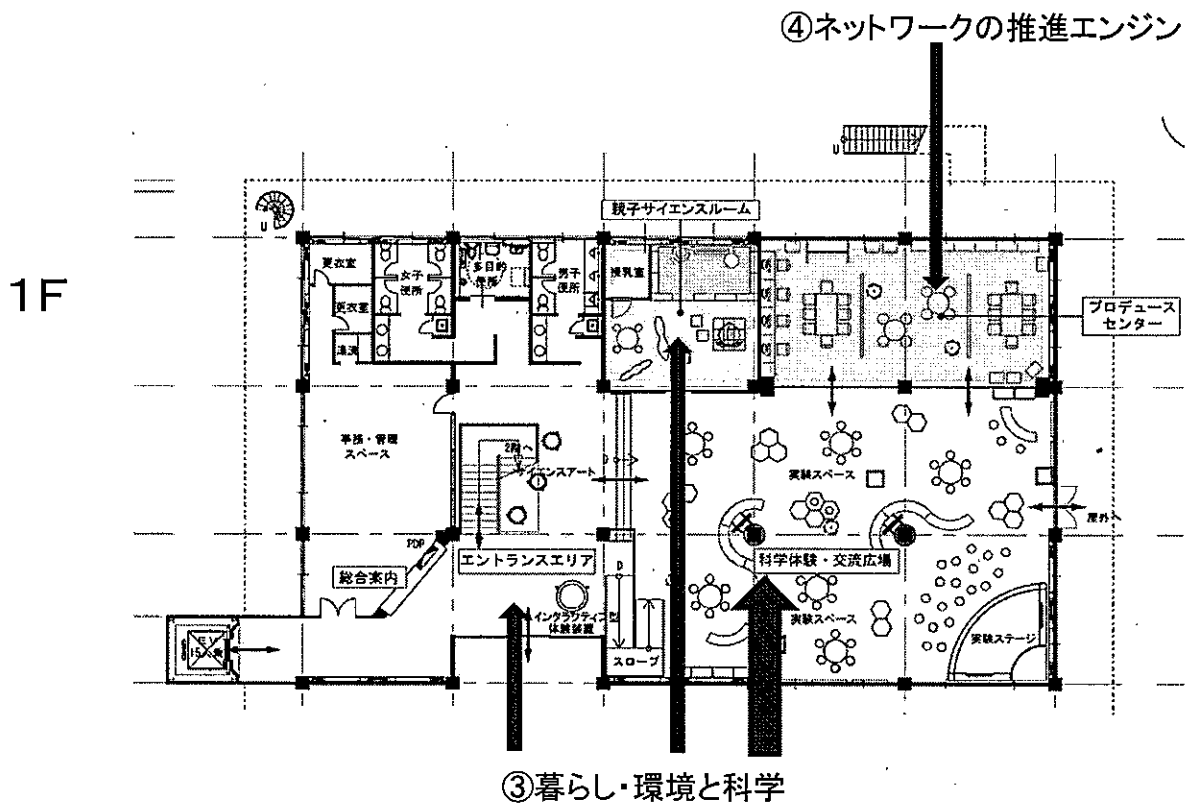 ④ネットワークの推進エンジン
U
U
親子サイエンスルーム
1F
更衣室
女子
便所
多目的
便所
男子
便所
授乳室
プロデュース
センター
更衣室
事務・管理
スペース
2階へ
サイエンスアート
実験スペース
屋外へ
PDP
エントランスエリア
科学体験・交流広場
総合案内
D
インタラクティブ型
体験装置
実験スペース
EV
15人乗
スロープ
実験ステージ
③暮らし・環境と科学